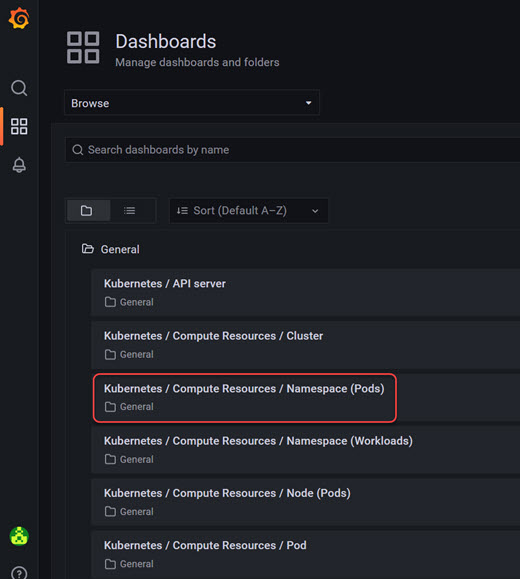 Dashboards
Manage dashboards and folders
Browse
Search dashboards by name
Sort (Default A–Z)
General
Kubernetes / API server
General
Kubernetes / Compute Resources / Cluster
General
Kubernetes / Compute Resources / Namespace (Pods)
General
Kubernetes / Compute Resources / Namespace (Workloads)
General
Kubernetes / Compute Resources / Node (Pods)
General
Kubernetes / Compute Resources / Pod
General